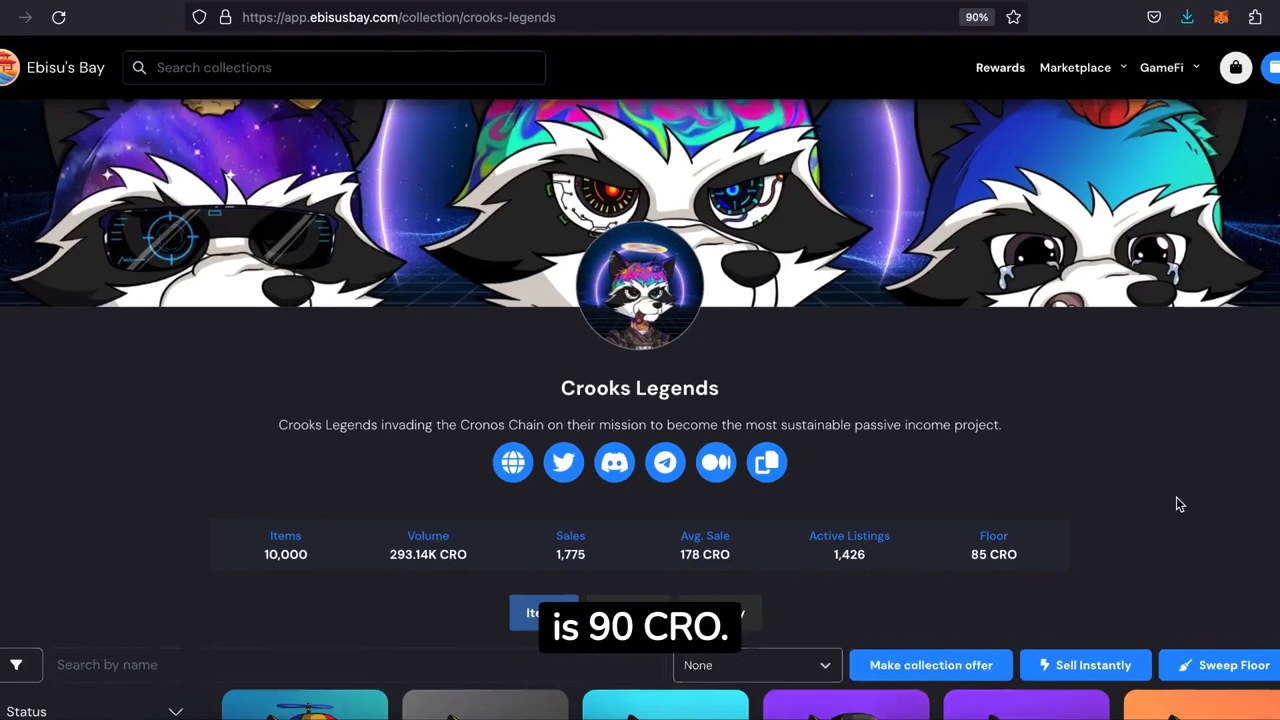 https://app.ebisusbay.com/collection/crooks-legends
90%
Ebisu's Bay
Search collections
Rewards
Marketplace
GameFi
Crooks Legends
Crooks Legends invading the Cronos Chain on their mission to become the most sustainable passive income project.
Items Volume Sales Avg. Sale Active Listings Floor
10,000 293.14K CRO 1,775 178 CRO 1,426 85 CRO
is 90 CRO.
Search by name
None
Make collection offer
Sell Instantly
Sweep Floor
Status